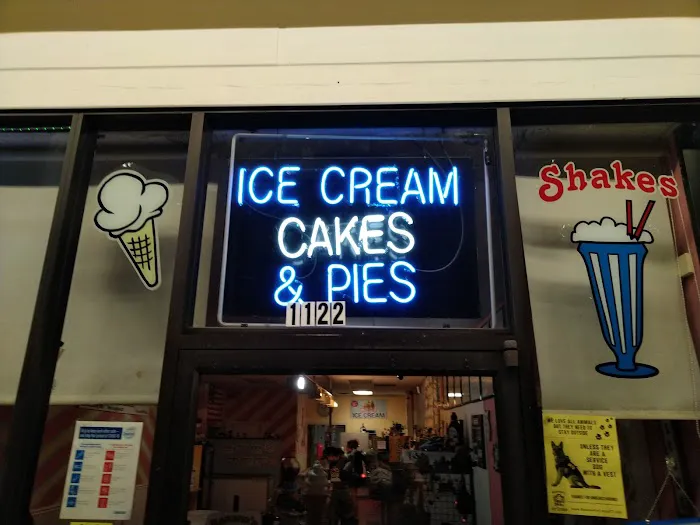 ICE CREAM
CAKES
& PIES
1122
Shakes
ICE CREAM
WE LOVE ALL ANIMALS
BUT THEY NEED TO
STAY OUTSIDE
UNLESS THEY
ARE A
SERVICE
DOG
WITH A VEST